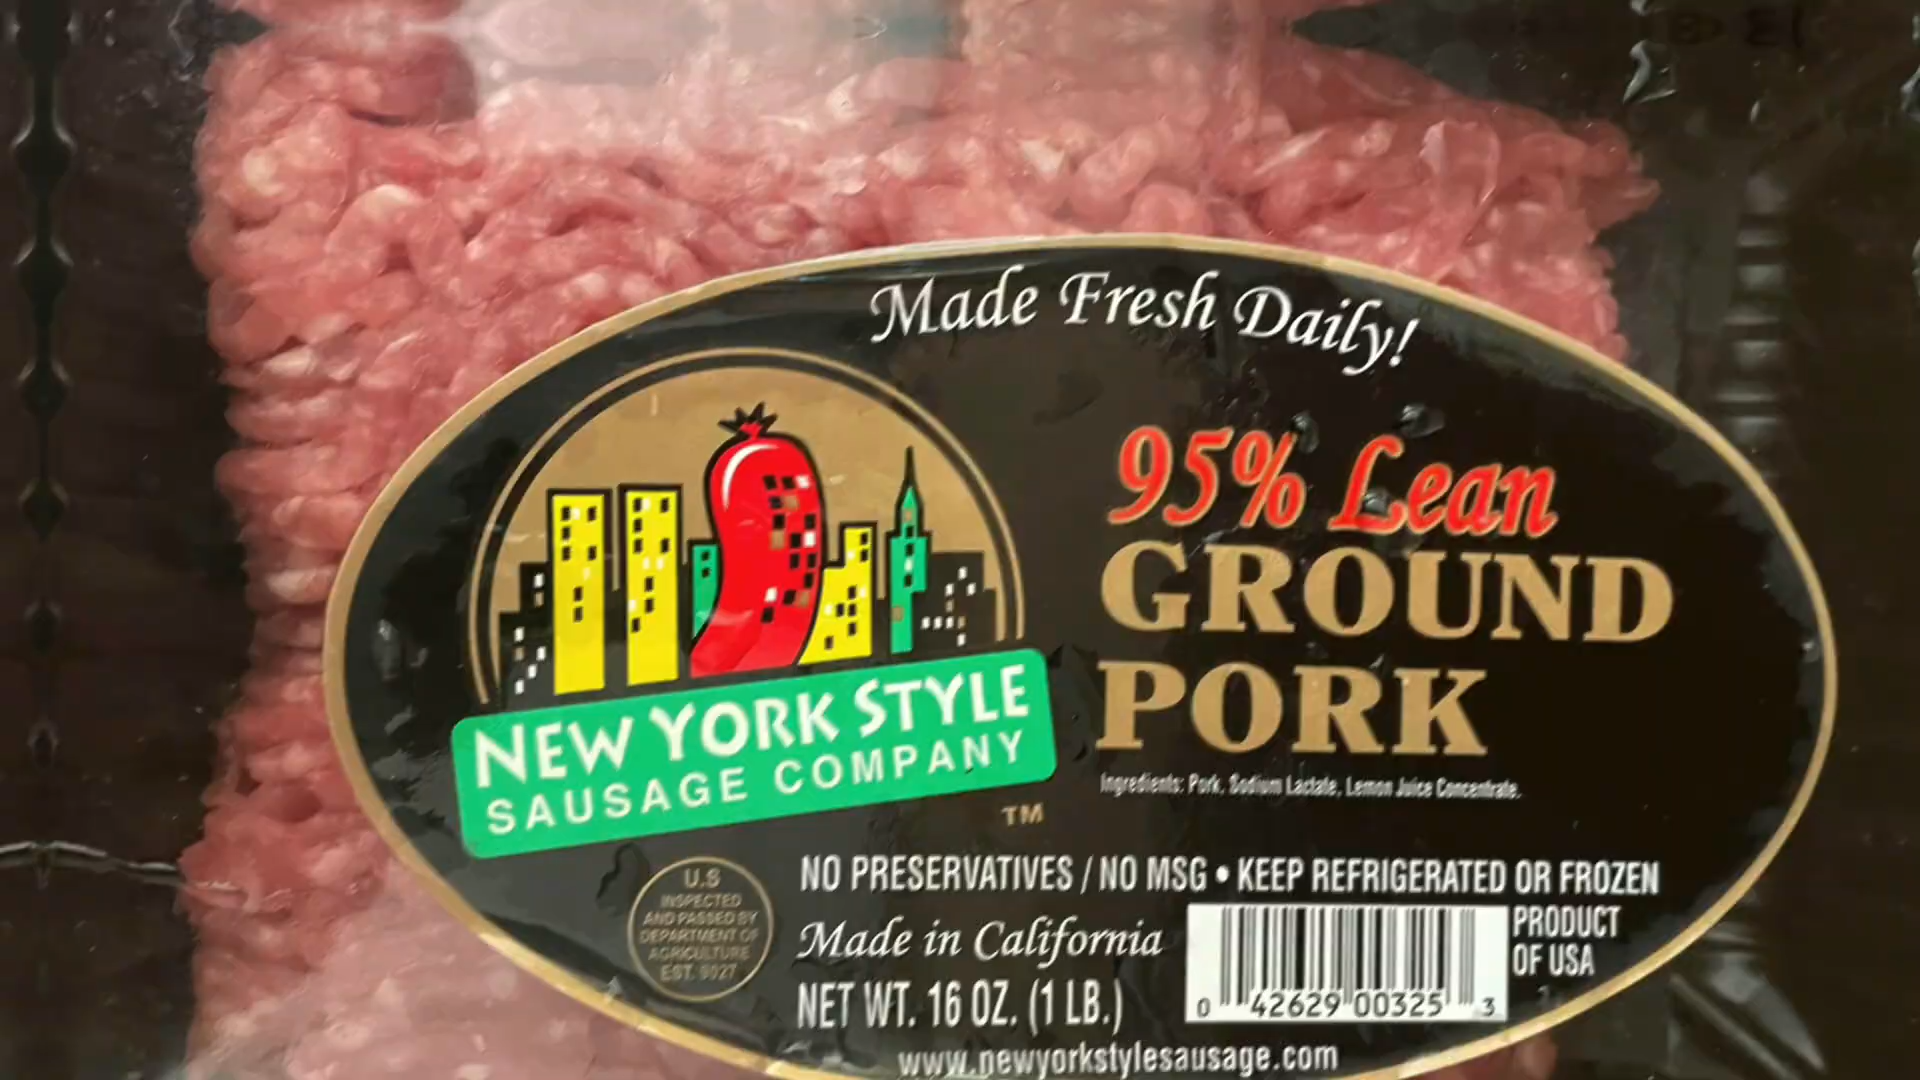 Made Fresh Daily!
95% Lean
GROUND
PORK
Ingredients: Pork, Sodium Lactate, Lemon Juice Concentrate.
NEW YORK STYLE
SAUSAGE COMPANY
TM
NO PRESERVATIVES / NO MSG • KEEP REFRIGERATED OR FROZEN
U.S
INSPECTED
AND PASSED BY
DEPARTMENT OF
AGRICULTURE
EST.
Made in California
NET WT. 16 OZ. (1 LB.)
0 42629 00325 3
PRODUCT
OF USA
www.newyorkstylesausage.com